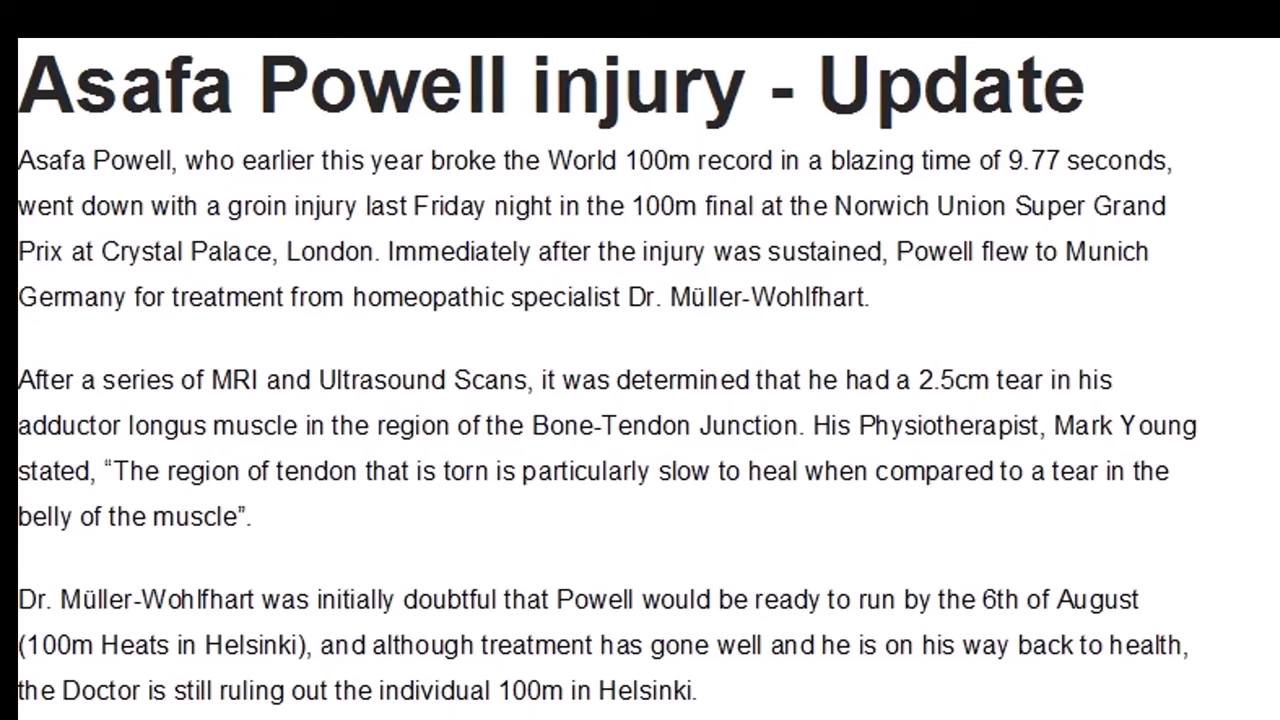 Asafa Powell injury - Update
Asafa Powell, who earlier this year broke the World 100m record in a blazing time of 9.77 seconds,
went down with a groin injury last Friday night in the 100m final at the Norwich Union Super Grand
Prix at Crystal Palace, London. Immediately after the injury was sustained, Powell flew to Munich
Germany for treatment from homeopathic specialist Dr. Müller-Wohlfhart.
After a series of MRI and Ultrasound Scans, it was determined that he had a 2.5cm tear in his
adductor longus muscle in the region of the Bone-Tendon Junction. His Physiotherapist, Mark Young
stated, “The region of tendon that is torn is particularly slow to heal when compared to a tear in the
belly of the muscle”.
Dr. Müller-Wohlfhart was initially doubtful that Powell would be ready to run by the 6th of August
(100m Heats in Helsinki), and although treatment has gone well and he is on his way back to health,
the Doctor is still ruling out the individual 100m in Helsinki.